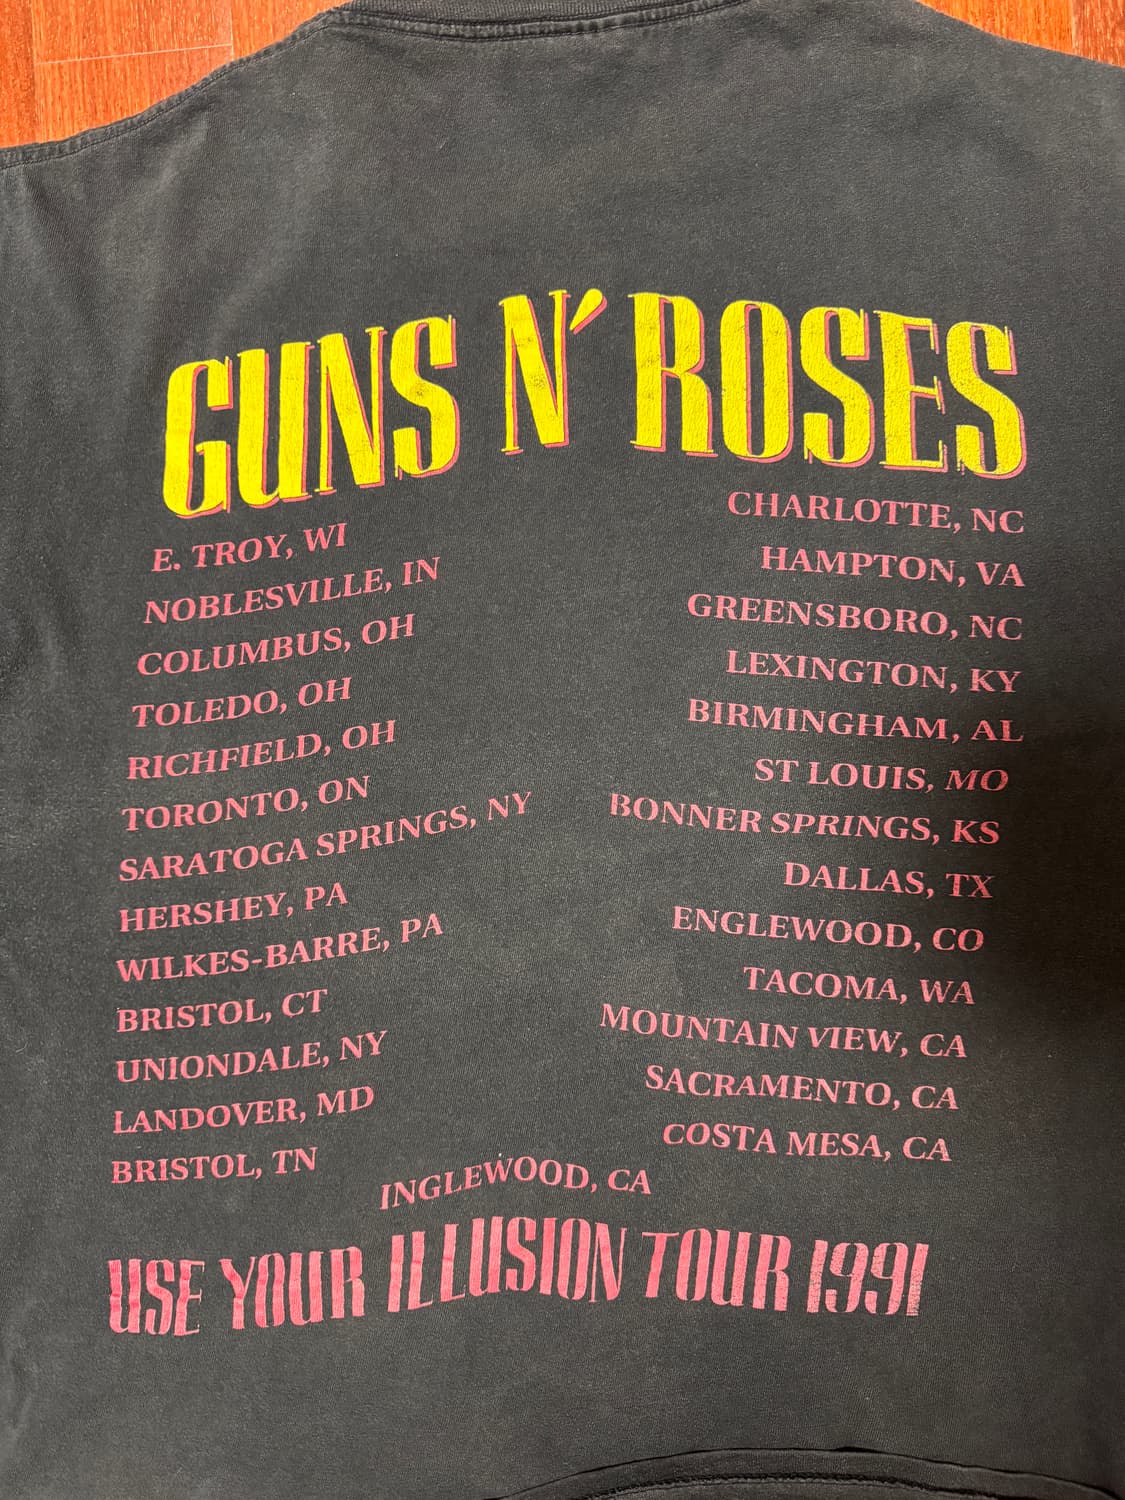 GUNS N' ROSES
E. TROY, WI
NOBLESVILLE, IN
COLUMBUS, OH
TOLEDO, OH
RICHFIELD, OH
TORONTO, ON
SARATOGA SPRINGS, NY
HERSHEY, PA
WILKES-BARRE, PA
BRISTOL, CT
UNIONDALE, NY
LANDOVER, MD
BRISTOL, TN
CHARLOTTE, NC
HAMPTON, VA
GREENSBORO, NC
LEXINGTON, KY
BIRMINGHAM, AL
ST LOUIS, MO
BONNER SPRINGS, KS
DALLAS, TX
ENGLEWOOD, CO
TACOMA, WA
MOUNTAIN VIEW, CA
SACRAMENTO, CA
COSTA MESA, CA
INGLEWOOD, CA
USE YOUR ILLUSION TOUR 1991